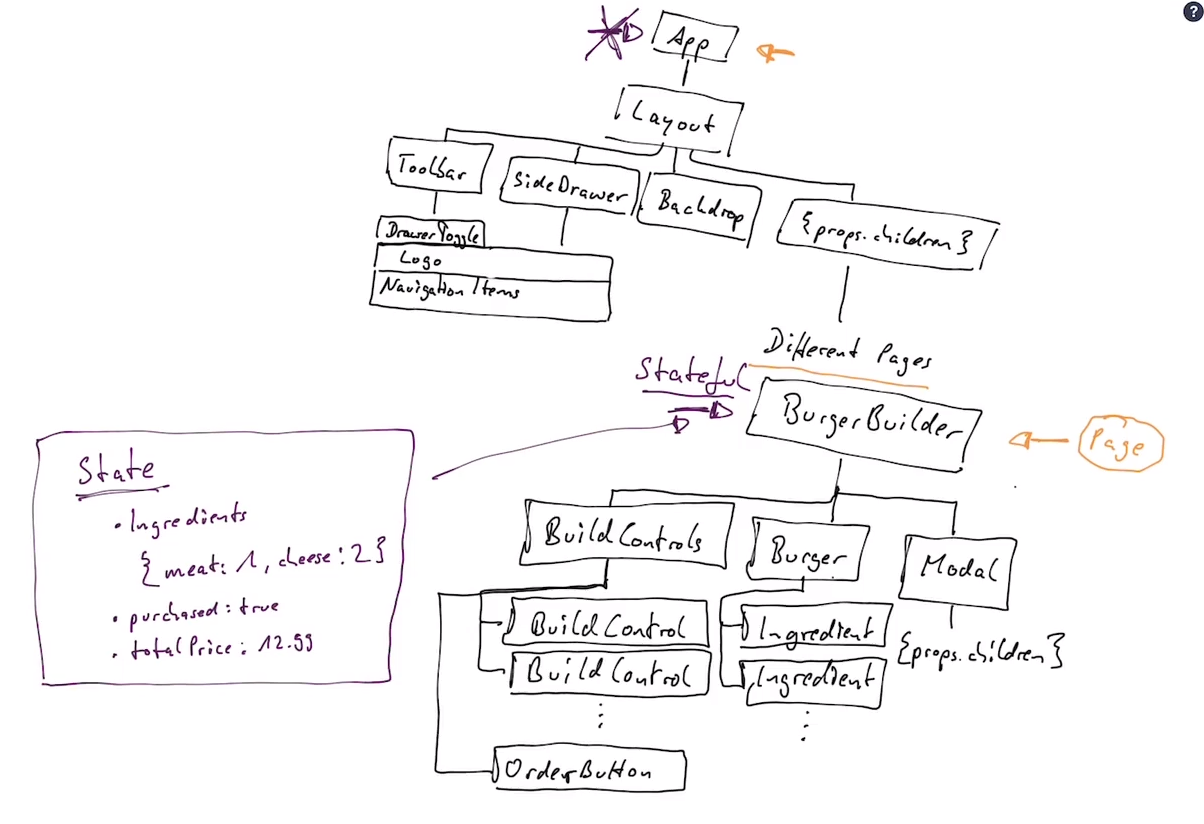 ?
App
Layout
Toolbar
SideDrawer
Backdrop
{props.children}
DrawerToggle
Logo
Navigation Items
Different Pages
Stateful
BurgerBuilder
Page
State
• Ingredients
{meat: 1, cheese: 2}
• purchased: true
• totalPrice: 12.99
BuildControls
Burger
Modal
BuildControl
Ingredient
{props.children}
BuildControl
Ingredient
OrderButton